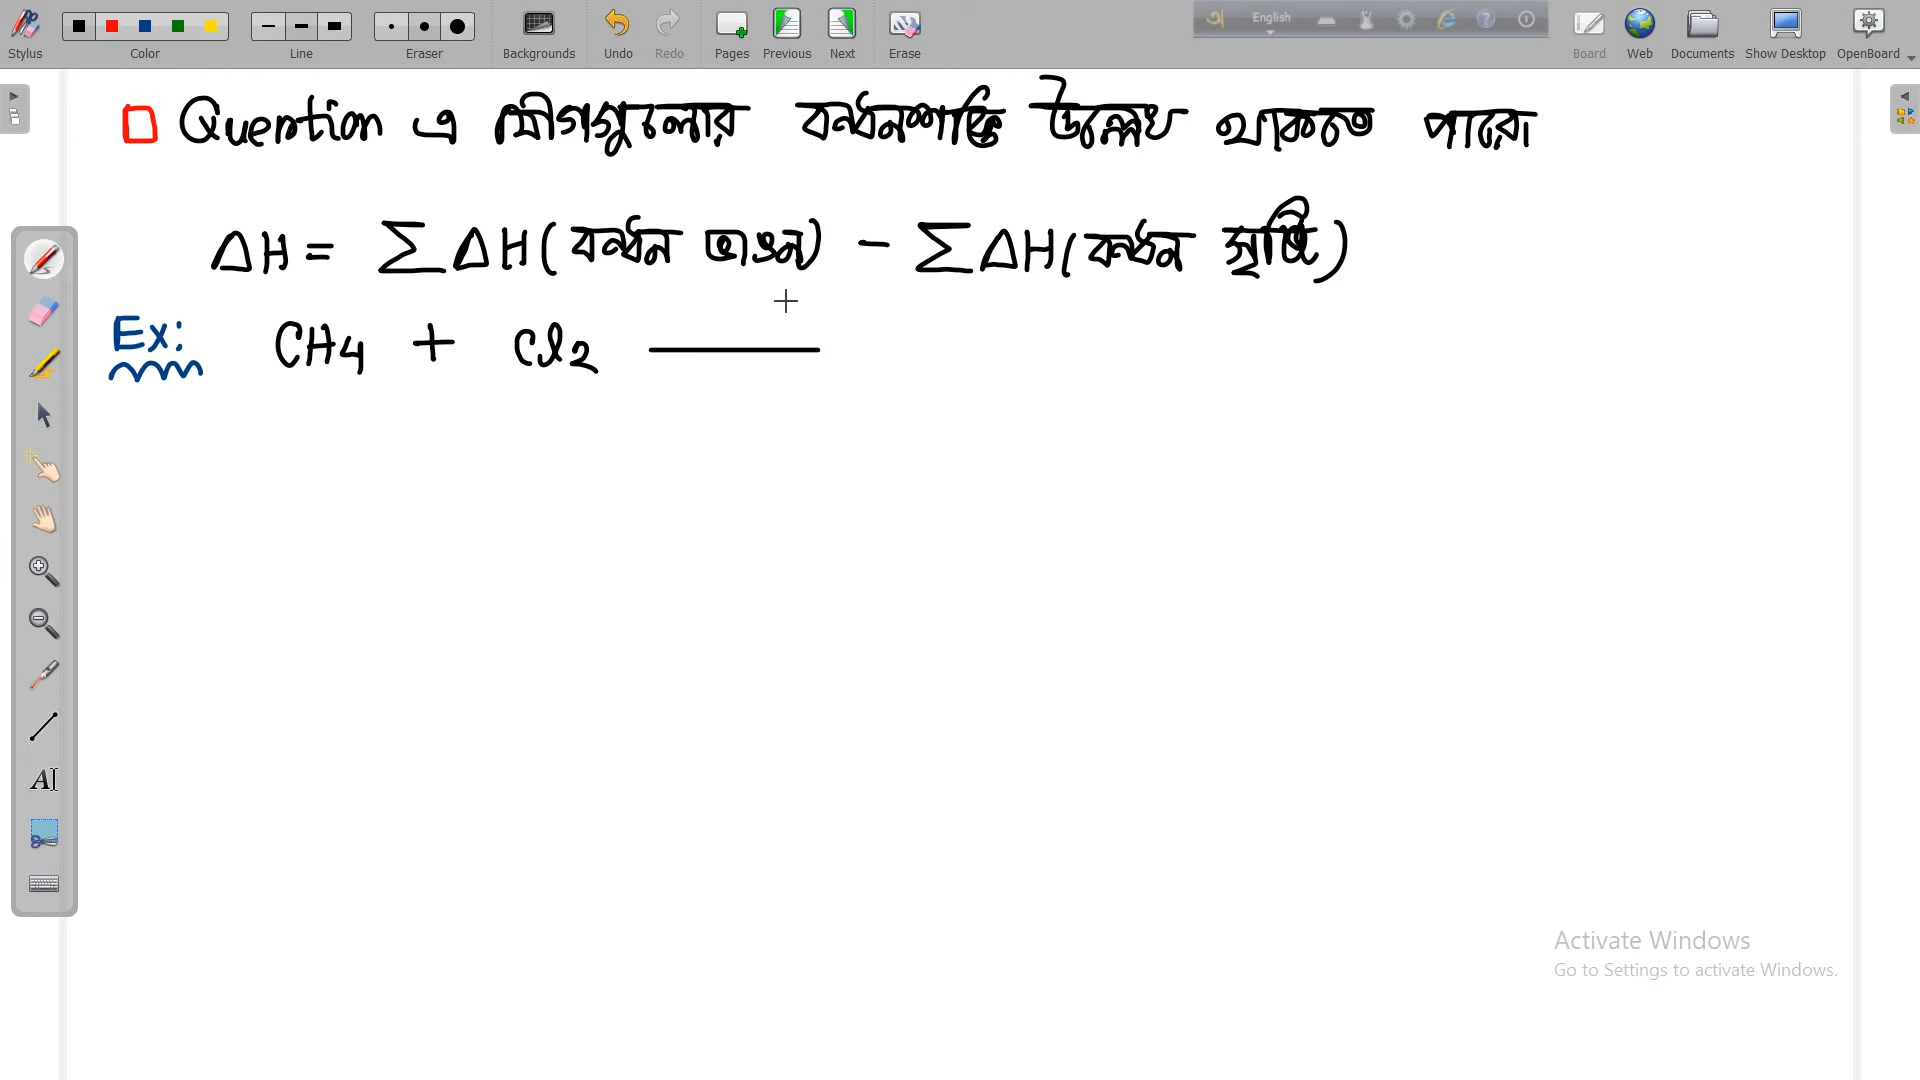 Stylus Color Line Eraser Backgrounds Undo Redo Pages Previous Next Erase English Board Web Documents Show Desktop OpenBoard
Question এ যৌগগুলোর বন্ধনশক্তি উল্লেখ থাকতে পারে।
ΔH = ∑ΔH(বন্ধন ভাঙন) - ∑ΔH(বন্ধন সৃষ্টি)
Ex: CH4 + Cl2
Activate Windows
Go to Settings to activate Windows.